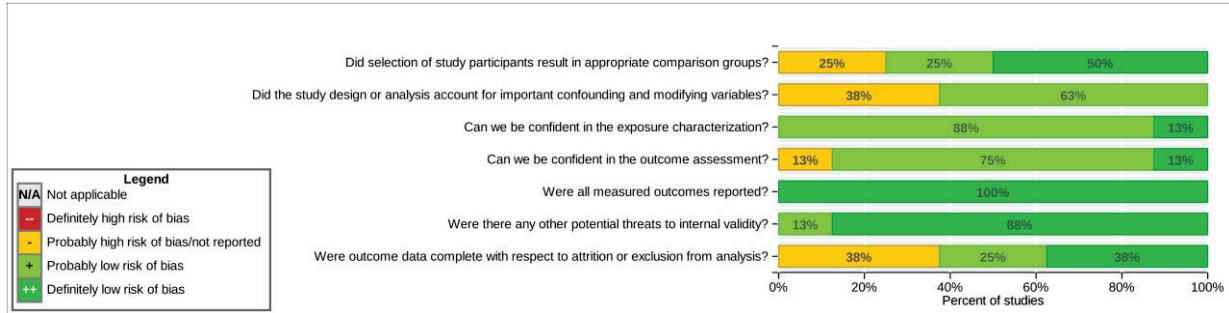 Did selection of study participants result in appropriate comparison groups?
25% 25% 50%
Did the study design or analysis account for important confounding and modifying variables?
38% 63%
Can we be confident in the exposure characterization?
88% 13%
Can we be confident in the outcome assessment?
13% 75% 13%
Were all measured outcomes reported?
100%
Were there any other potential threats to internal validity?
13% 88%
Were outcome data complete with respect to attrition or exclusion from analysis?
38% 25% 38%
0% 20% 40% 60% 80% 100%
Percent of studies
Legend
N/A Not applicable
-- Definitely high risk of bias
- Probably high risk of bias/not reported
+ Probably low risk of bias
++ Definitely low risk of bias